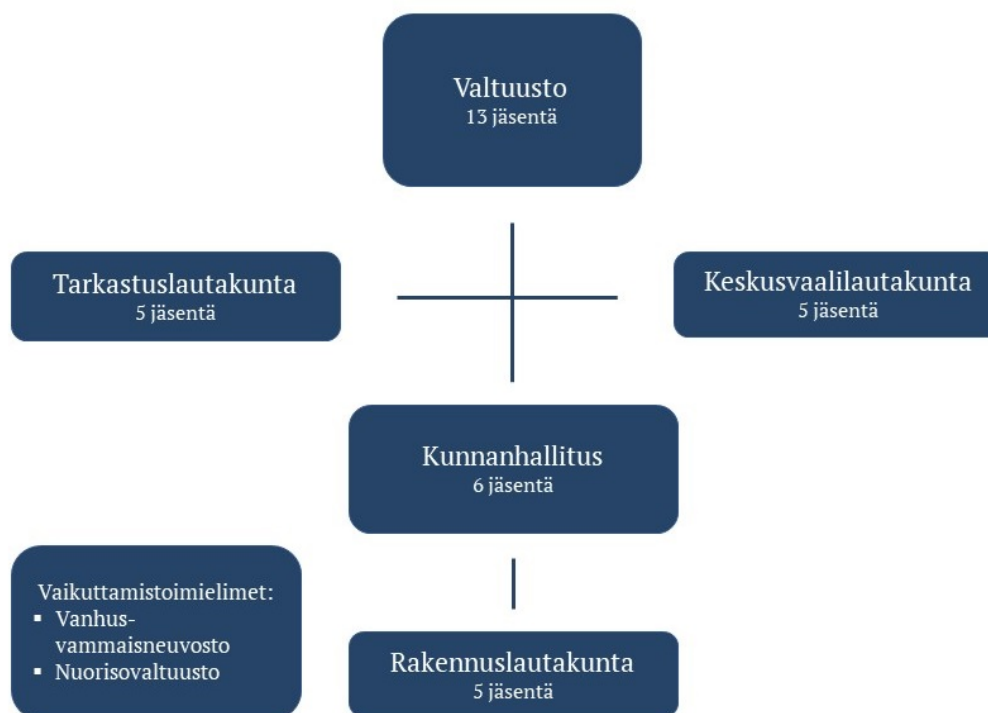 Valtuusto
13 jäsentä
Tarkastuslautakunta
5 jäsentä
Keskusvaalilautakunta
5 jäsentä
Kunnanhallitus
6 jäsentä
Vaikuttamistoimielimet:
▪ Vanhus-
vammaisneuvosto
▪ Nuorisovaltuusto
Rakennuslautakunta
5 jäsentä